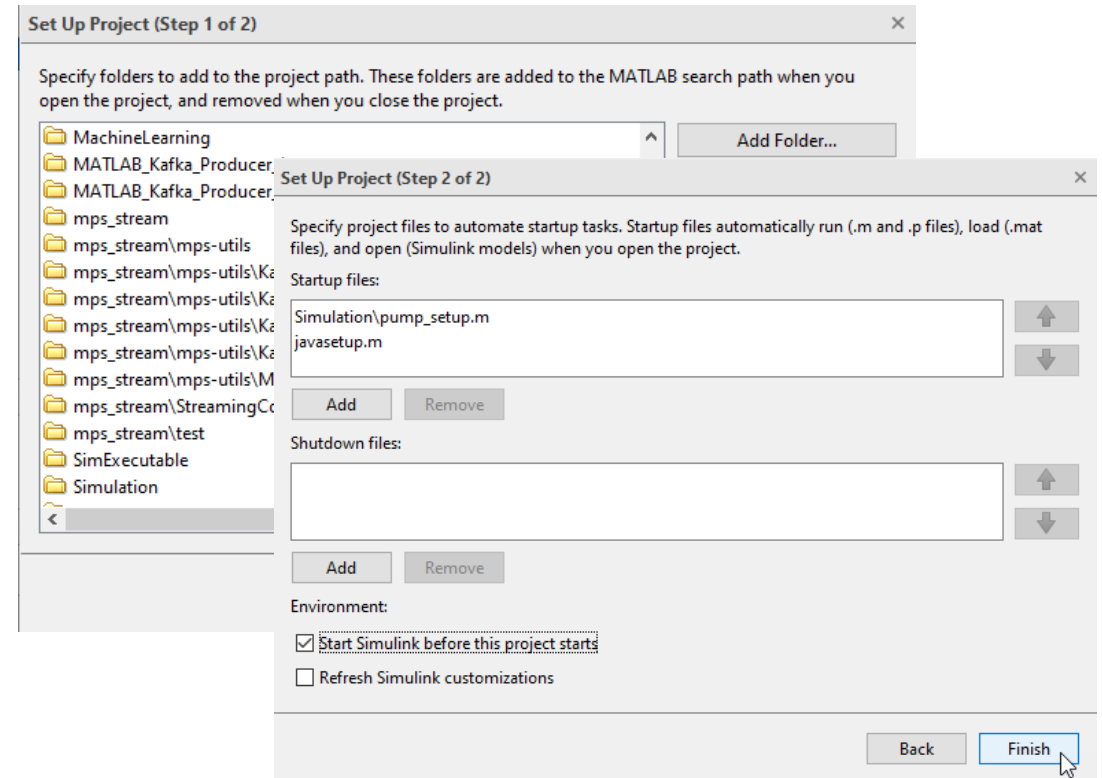 Set Up Project (Step 1 of 2)
Specify folders to add to the project path. These folders are added to the MATLAB search path when you
open the project, and removed when you close the project.
MachineLearning
MATLAB_Kafka_Producer_
MATLAB_Kafka_Producer_
mps_stream
mps_stream\mps-utils
mps_stream\mps-utils\Ka
mps_stream\mps-utils\Ka
mps_stream\mps-utils\Ka
mps_stream\mps-utils\Ka
mps_stream\mps-utils\M
mps_stream\StreamingCo
mps_stream\test
SimExecutable
Simulation
Add Folder...
Set Up Project (Step 2 of 2)
Specify project files to automate startup tasks. Startup files automatically run (.m and .p files), load (.mat
files), and open (Simulink models) when you open the project.
Startup files:
Simulation\pump_setup.m
javasetup.m
Add Remove
Shutdown files:
Add Remove
Environment:
Start Simulink before this project starts
Refresh Simulink customizations
Back Finish